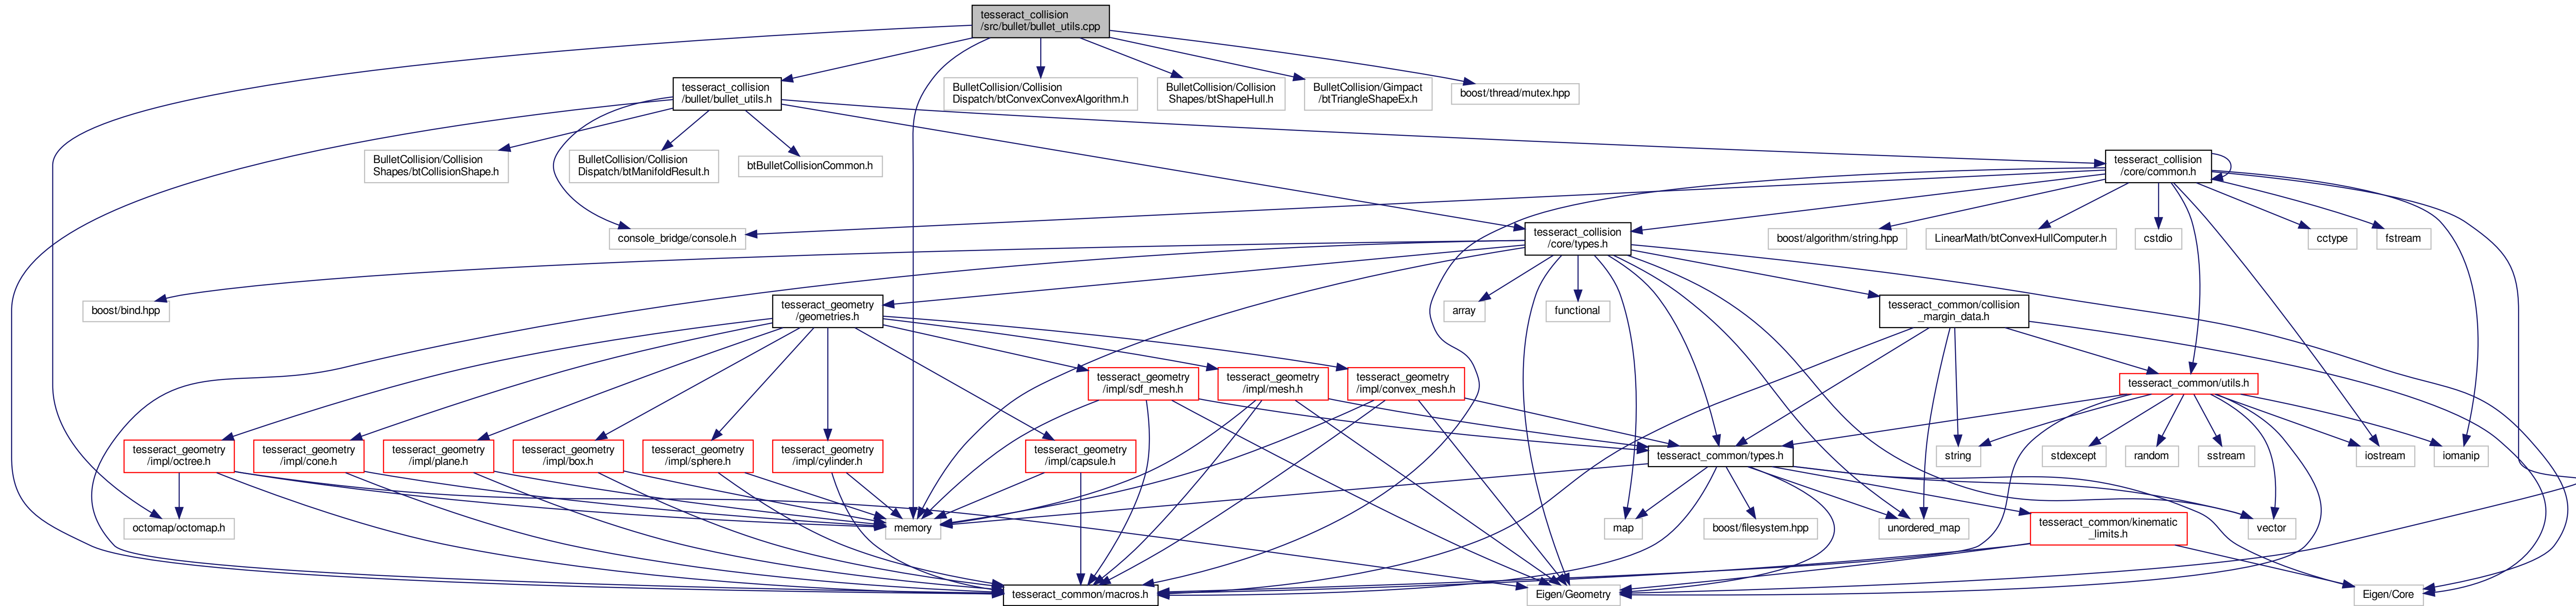 tesseract_collision
/src/bullet/bullet_utils.cpp
tesseract_collision
/bullet/bullet_utils.h
BulletCollision/Collision
Dispatch/btConvexConvexAlgorithm.h
BulletCollision/Collision
Shapes/btShapeHull.h
BulletCollision/Gimpact
/btTriangleShapeEx.h
boost/thread/mutex.hpp
BulletCollision/Collision
Shapes/btCollisionShape.h
BulletCollision/Collision
Dispatch/btManifoldResult.h
btBulletCollisionCommon.h
tesseract_collision
/core/common.h
console_bridge/console.h
tesseract_collision
/core/types.h
boost/algorithm/string.hpp
LinearMath/btConvexHullComputer.h
cstdio
cctype
fstream
boost/bind.hpp
tesseract_geometry
/geometries.h
array
functional
tesseract_common/collision
_margin_data.h
tesseract_geometry
/impl/sdf_mesh.h
tesseract_geometry
/impl/mesh.h
tesseract_geometry
/impl/convex_mesh.h
tesseract_common/utils.h
tesseract_geometry
/impl/octree.h
tesseract_geometry
/impl/cone.h
tesseract_geometry
/impl/plane.h
tesseract_geometry
/impl/box.h
tesseract_geometry
/impl/sphere.h
tesseract_geometry
/impl/cylinder.h
tesseract_geometry
/impl/capsule.h
tesseract_common/types.h
string
stdexcept
random
sstream
iostream
iomanip
octomap/octomap.h
memory
map
boost/filesystem.hpp
unordered_map
tesseract_common/kinematic
_limits.h
vector
tesseract_common/macros.h
Eigen/Geometry
Eigen/Core